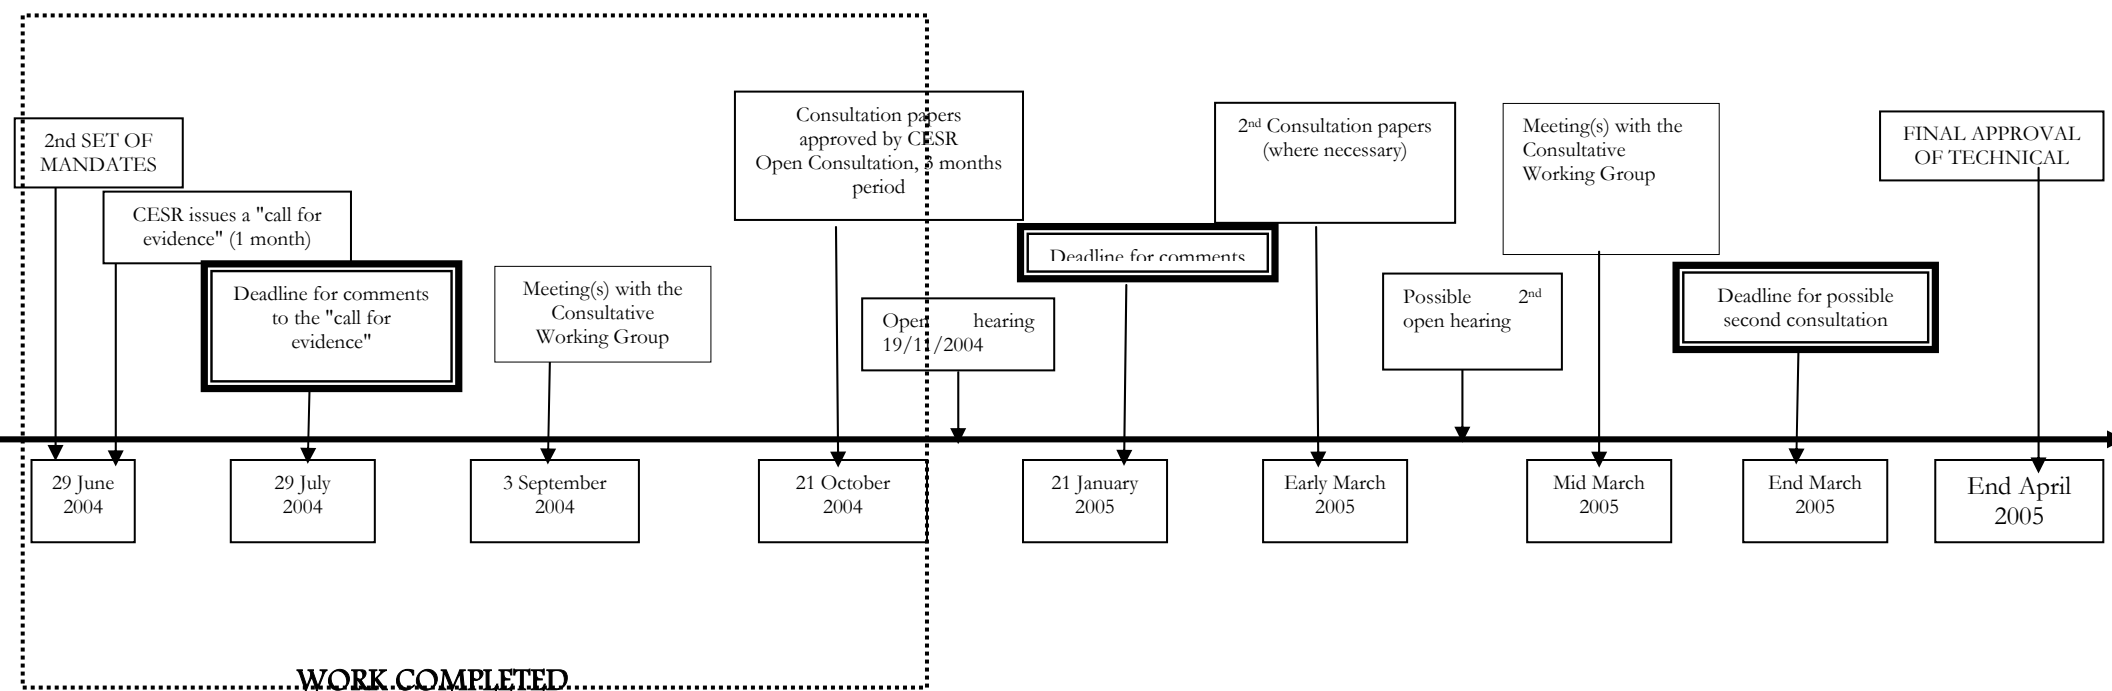 2nd SET OF
MANDATES
CESR issues a "call for
evidence" (1 month)
Deadline for comments
to the "call for
evidence"
Meeting(s) with the
Consultative
Working Group
Consultation papers
approved by CESR
Open Consultation, 3 months
period
Open hearing
19/11/2004
Deadline for comments
2nd Consultation papers
(where necessary)
Possible 2nd
open hearing
Meeting(s) with the
Consultative
Working Group
Deadline for possible
second consultation
FINAL APPROVAL
OF TECHNICAL
29 June
2004
29 July
2004
3 September
2004
21 October
2004
21 January
2005
Early March
2005
Mid March
2005
End March
2005
End April
2005
WORK COMPLETED